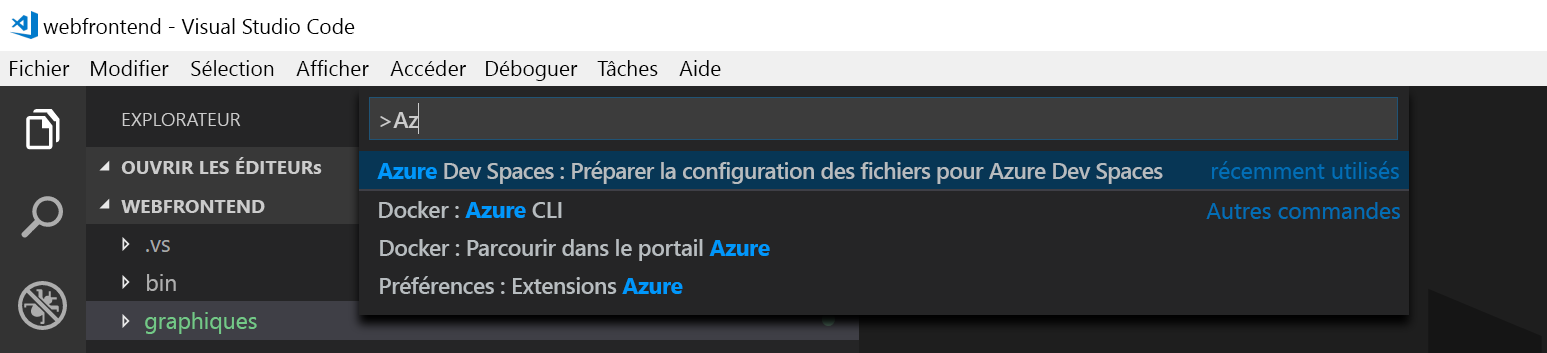 webfrontend - Visual Studio Code
Fichier Modifier Sélection Afficher Accéder Déboguer Tâches Aide
EXPLORATEUR
OUVRIR LES ÉDITEURs
WEBFRONTEND
.vs
bin
graphiques
>Az
Azure Dev Spaces : Préparer la configuration des fichiers pour Azure Dev Spaces récemment utilisés
Docker : Azure CLI Autres commandes
Docker : Parcourir dans le portail Azure
Préférences : Extensions Azure